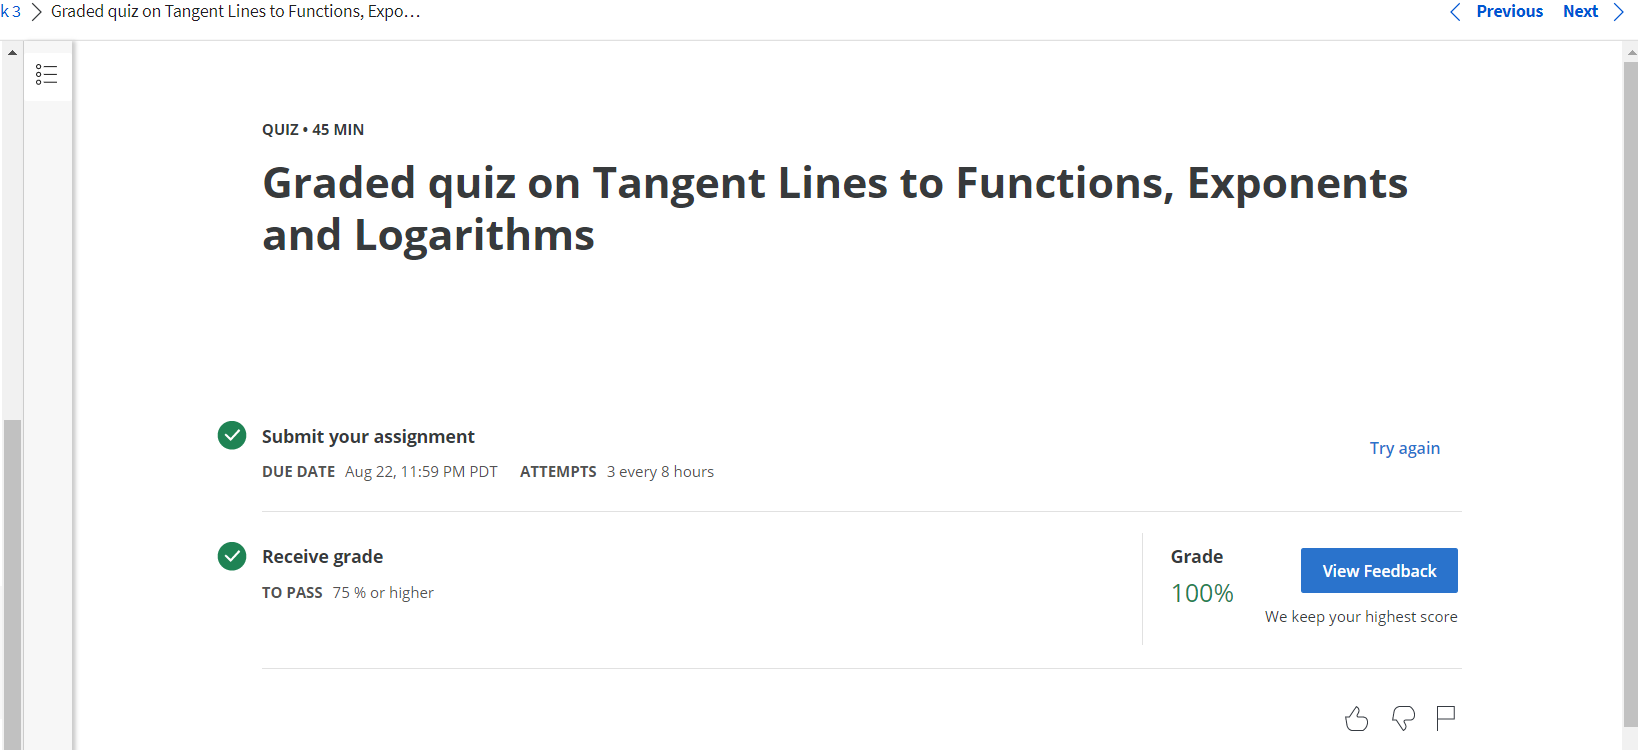 k 3 > Graded quiz on Tangent Lines to Functions, Expo…
Previous Next
QUIZ • 45 MIN
Graded quiz on Tangent Lines to Functions, Exponents
and Logarithms
Submit your assignment
DUE DATE Aug 22, 11:59 PM PDT ATTEMPTS 3 every 8 hours
Try again
Receive grade
TO PASS 75 % or higher
Grade
100%
View Feedback
We keep your highest score